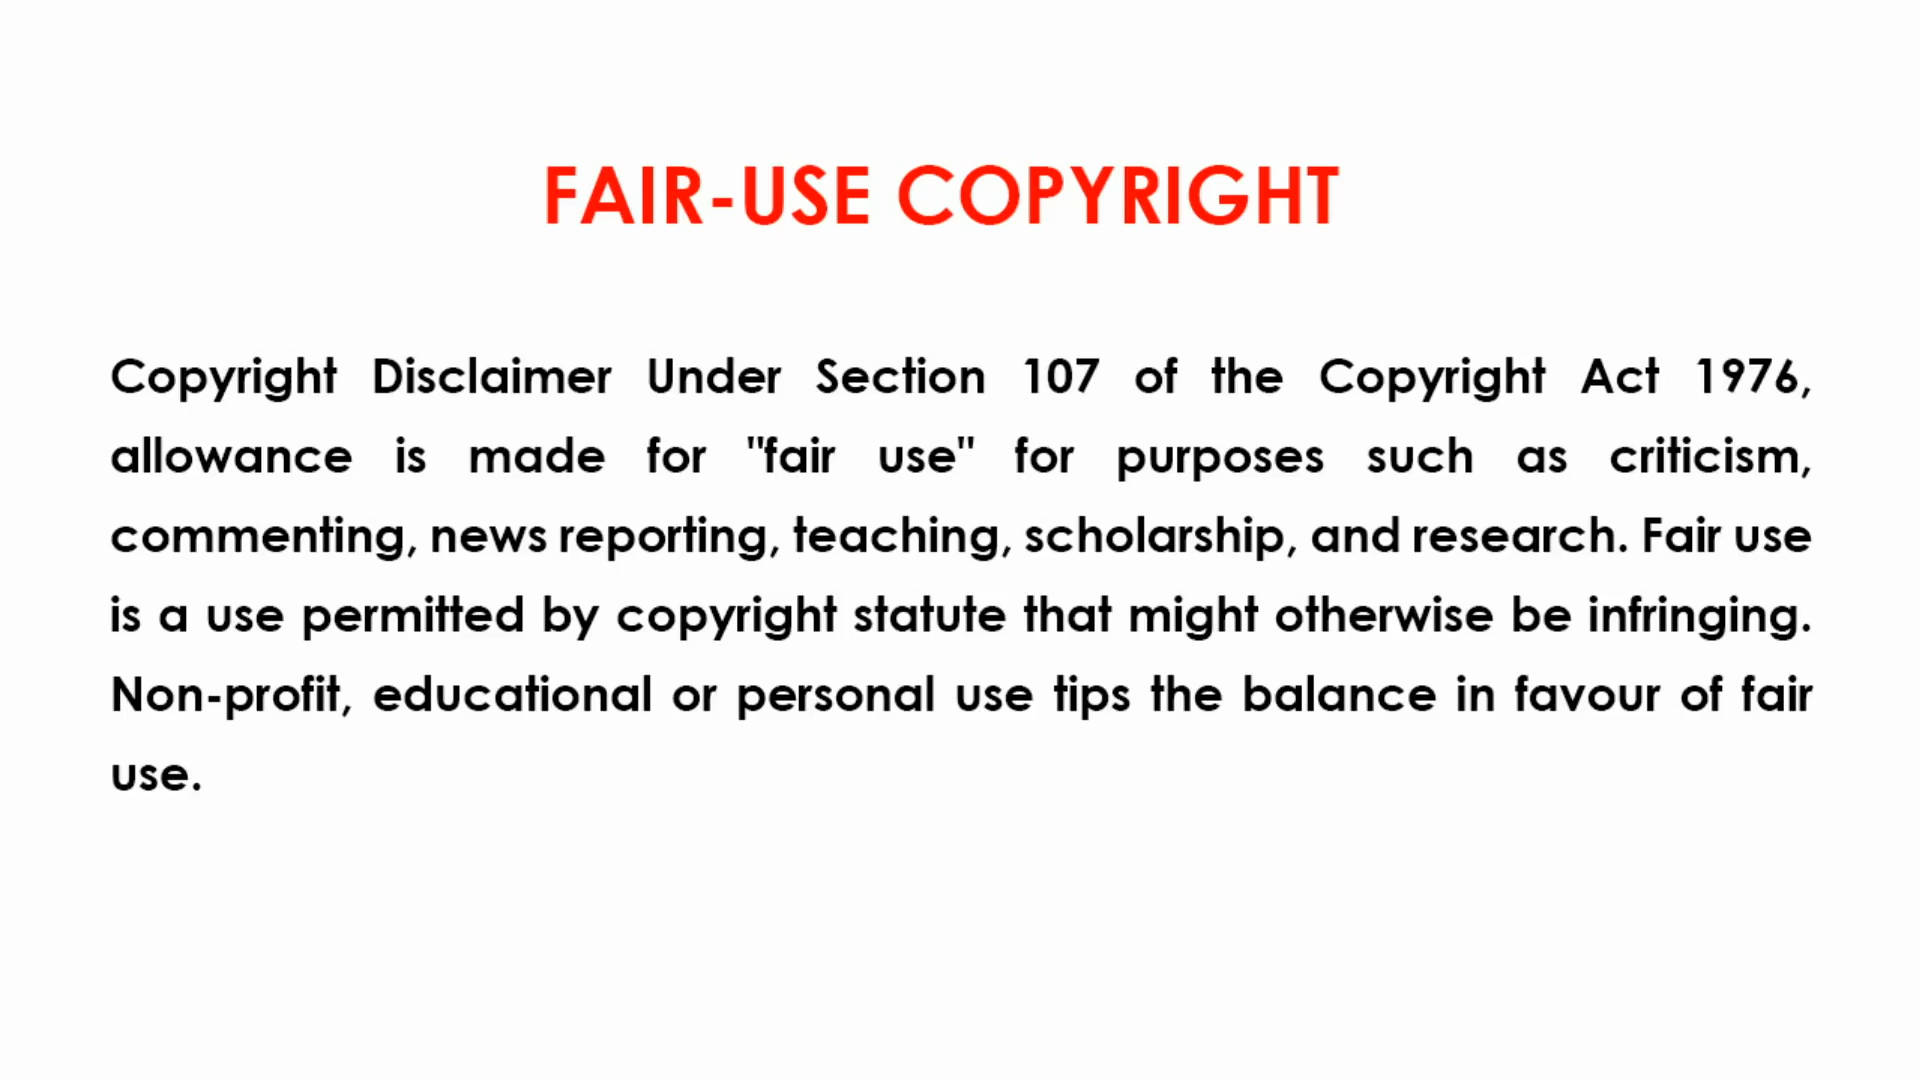 FAIR-USE COPYRIGHT
Copyright Disclaimer Under Section 107 of the Copyright Act 1976,
allowance is made for "fair use" for purposes such as criticism,
commenting, news reporting, teaching, scholarship, and research. Fair use
is a use permitted by copyright statute that might otherwise be infringing.
Non-profit, educational or personal use tips the balance in favour of fair
use.